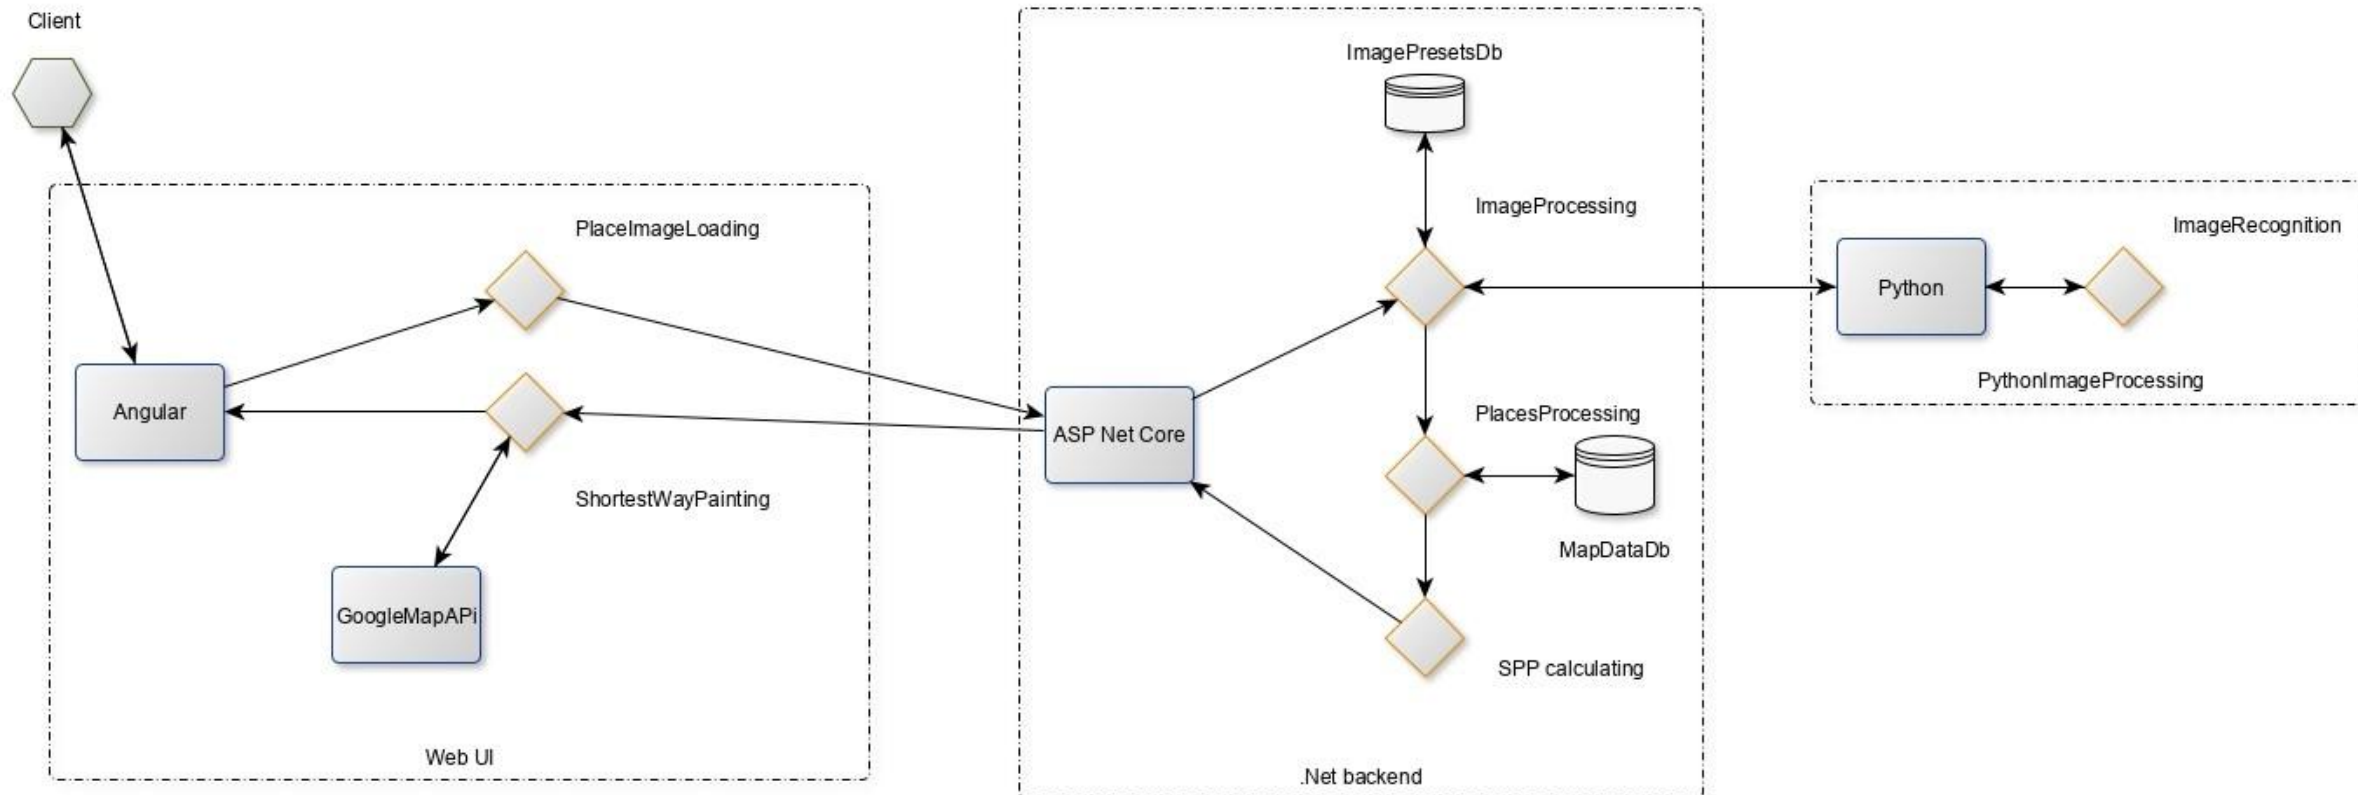 Client
PlaceImageLoading
Angular
ShortestWayPainting
GoogleMapAPi
Web UI
ImagePresetsDb
ImageProcessing
ASP Net Core
PlacesProcessing
MapDataDb
SPP calculating
.Net backend
ImageRecognition
Python
PythonImageProcessing